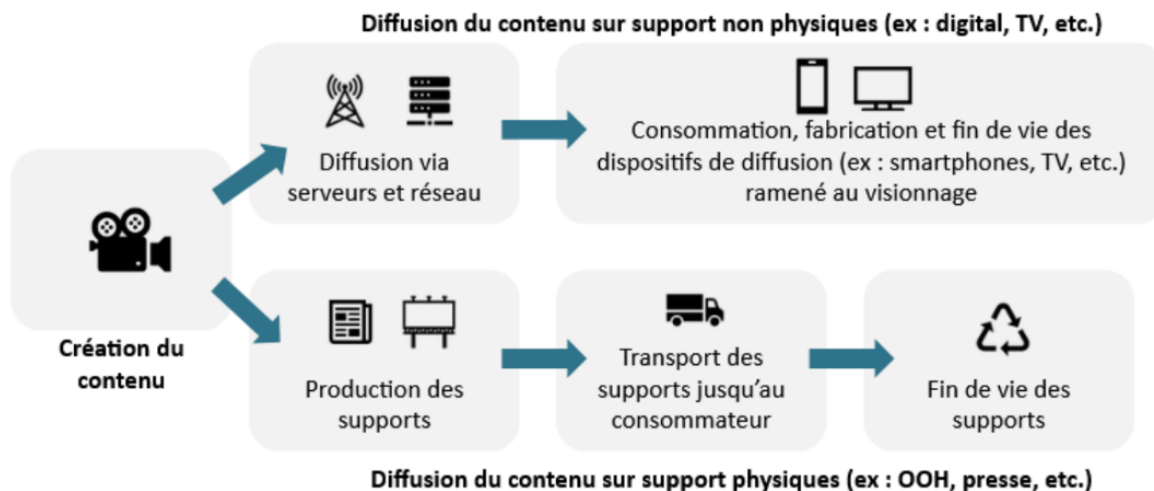 Diffusion du contenu sur support non physiques (ex : digital, TV, etc.)
Diffusion via
serveurs et réseau
Consommation, fabrication et fin de vie des
dispositifs de diffusion (ex : smartphones, TV, etc.)
ramené au visionnage
Création du
contenu
Production des
supports
Transport des
supports jusqu'au
consommateur
Fin de vie des
supports
Diffusion du contenu sur support physiques (ex : OOH, presse, etc.)